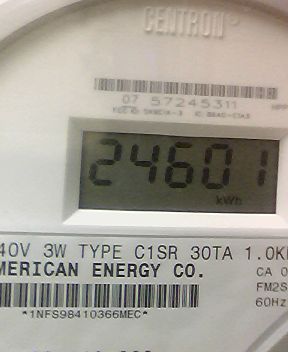 CENTRON®
07 57245311
24601
kWh
40V 3W TYPE C1SR 30TA 1.0K
MERICAN ENERGY CO.
CA 0
FM2S
60Hz
*1NFS98410366MEC*